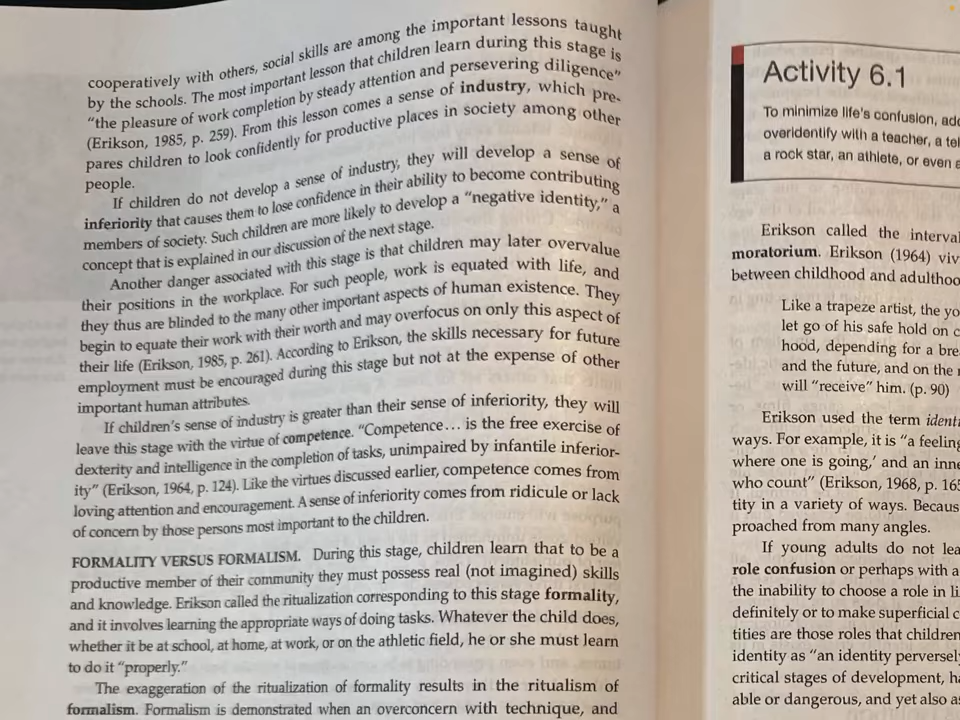 cooperatively with others, social skills are among the important lessons taught
by the schools. The most important lesson that children learn during this stage is
“the pleasure of work completion by steady attention and persevering diligence”
(Erikson, 1985, p. 259). From this lesson comes a sense of industry, which pre-
pares children to look confidently for productive places in society among other
people.
If children do not develop a sense of industry, they will develop a sense of
inferiority that causes them to lose confidence in their ability to become contributing
members of society. Such children are more likely to develop a “negative identity,” a
concept that is explained in our discussion of the next stage.
Another danger associated with this stage is that children may later overvalue
their positions in the workplace. For such people, work is equated with life, and
they thus are blinded to the many other important aspects of human existence. They
begin to equate their work with their worth and may overfocus on only this aspect of
their life (Erikson, 1985, p. 261). According to Erikson, the skills necessary for future
employment must be encouraged during this stage but not at the expense of other
important human attributes.
If children's sense of industry is greater than their sense of inferiority, they will
leave this stage with the virtue of competence. “Competence... is the free exercise of
dexterity and intelligence in the completion of tasks, unimpaired by infantile inferior-
ity” (Erikson, 1964, p. 124). Like the virtues discussed earlier, competence comes from
loving attention and encouragement. A sense of inferiority comes from ridicule or lack
of concern by those persons most important to the children.
FORMALITY VERSUS FORMALISM. During this stage, children learn that to be a
productive member of their community they must possess real (not imagined) skills
and knowledge. Erikson called the ritualization corresponding to this stage formality,
and it involves learning the appropriate ways of doing tasks. Whatever the child does,
whether it be at school, at home, at work, or on the athletic field, he or she must learn
to do it “properly.”
The exaggeration of the ritualization of formality results in the ritualism of
formalism. Formalism is demonstrated when an overconcern with technique, and
Activity 6.1
To minimize life's confusion,
overidentify with a teacher, a
a rock star, an athlete, or even
Erikson called the
moratorium. Erikson (1964)
between childhood and
Like a trapeze artist, the
let go of his safe hold on
hood, depending for a
and the future, and on the
will “receive” him. (p. 90)
Erikson used the term
ways. For example, it is “a
where one is going,' and an
who count” (Erikson, 1968, p.
tity in a variety of ways.
proached from many angles.
If young adults do not
role confusion or perhaps with a
the inability to choose a role in
definitely or to make superficial
tities are those roles that children
identity as “an identity
critical stages of development,
able or dangerous, and yet also